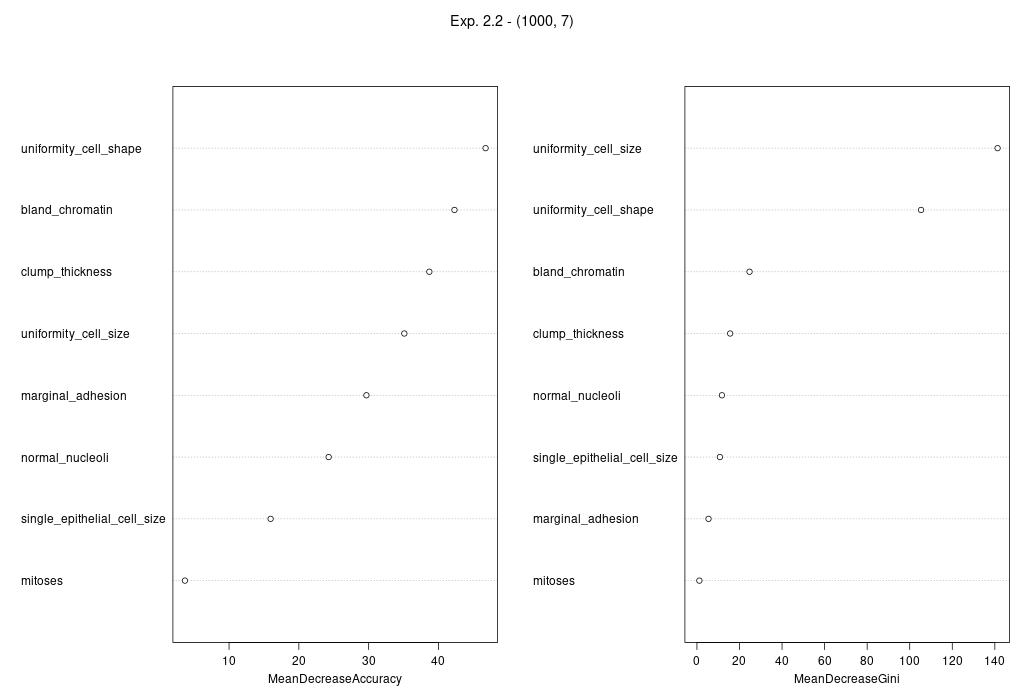 Exp. 2.2 - (1000, 7)
uniformity_cell_shape
bland_chromatin
clump_thickness
uniformity_cell_size
marginal_adhesion
normal_nucleoli
single_epithelial_cell_size
mitoses
10 20 30 40
MeanDecreaseAccuracy
uniformity_cell_size
uniformity_cell_shape
bland_chromatin
clump_thickness
normal_nucleoli
single_epithelial_cell_size
marginal_adhesion
mitoses
0 20 40 60 80 100 120 140
MeanDecreaseGini